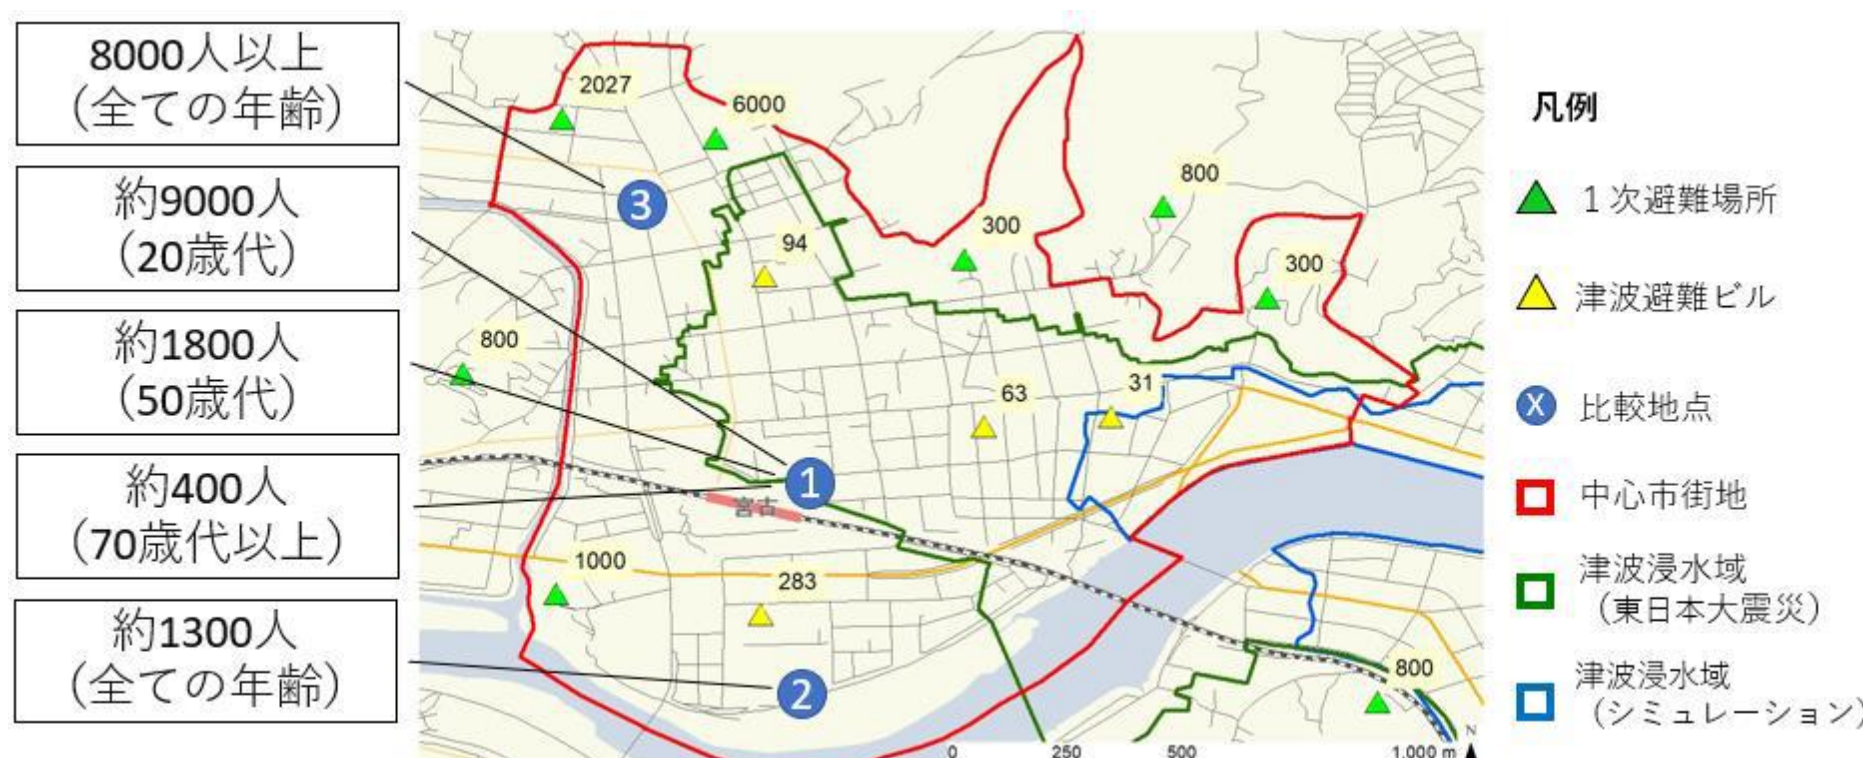 8000人以上
（全ての年齢）
約9000人
（20歳代）
約1800人
（50歳代）
約400人
（70歳代以上）
約1300人
（全ての年齢）
2027
6000
800
300
94
300
800
63
31
3
1
宮古
1000
283
2
800
0 250 500 1,000 m
N
凡例
１次避難場所
津波避難ビル
X 比較地点
中心市街地
津波浸水域
（東日本大震災）
津波浸水域
（シミュレーション）